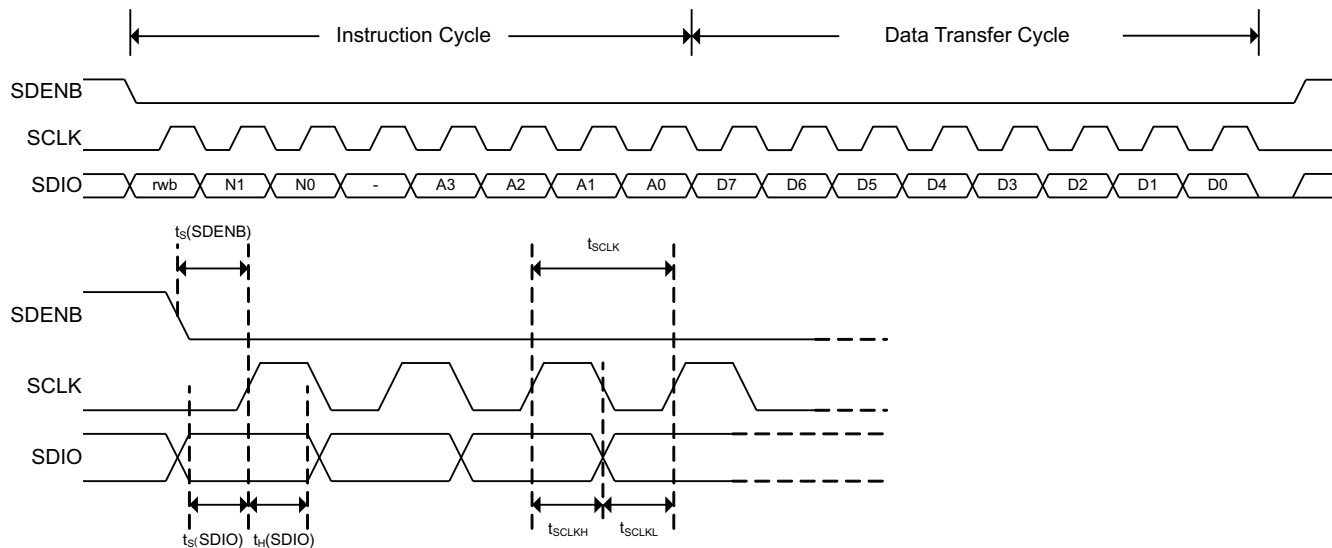 Instruction Cycle Data Transfer Cycle
SDENB
SCLK
SDIO rwb N1 N0 - A3 A2 A1 A0 D7 D6 D5 D4 D3 D2 D1 D0
tS(SDENB) tSCLK
SDENB
SCLK
SDIO
tS(SDIO) tH(SDIO) tSCLKH tSCLKL